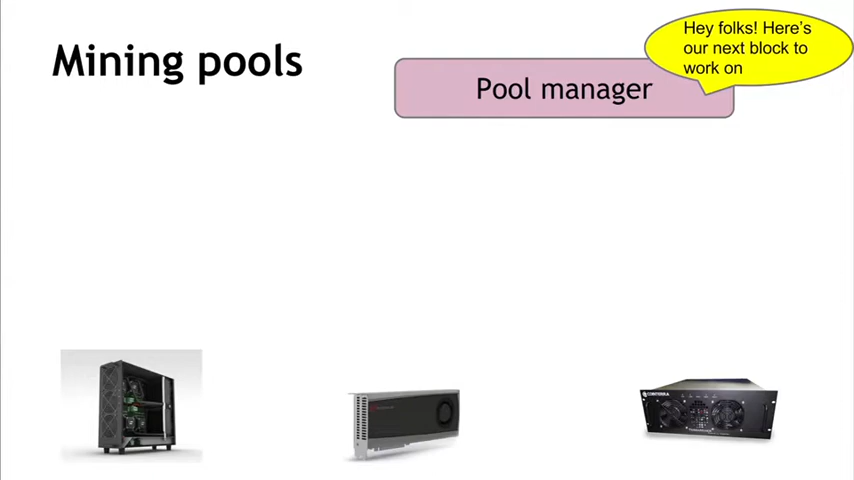 Mining pools
Hey folks! Here's
our next block to
work on
Pool manager